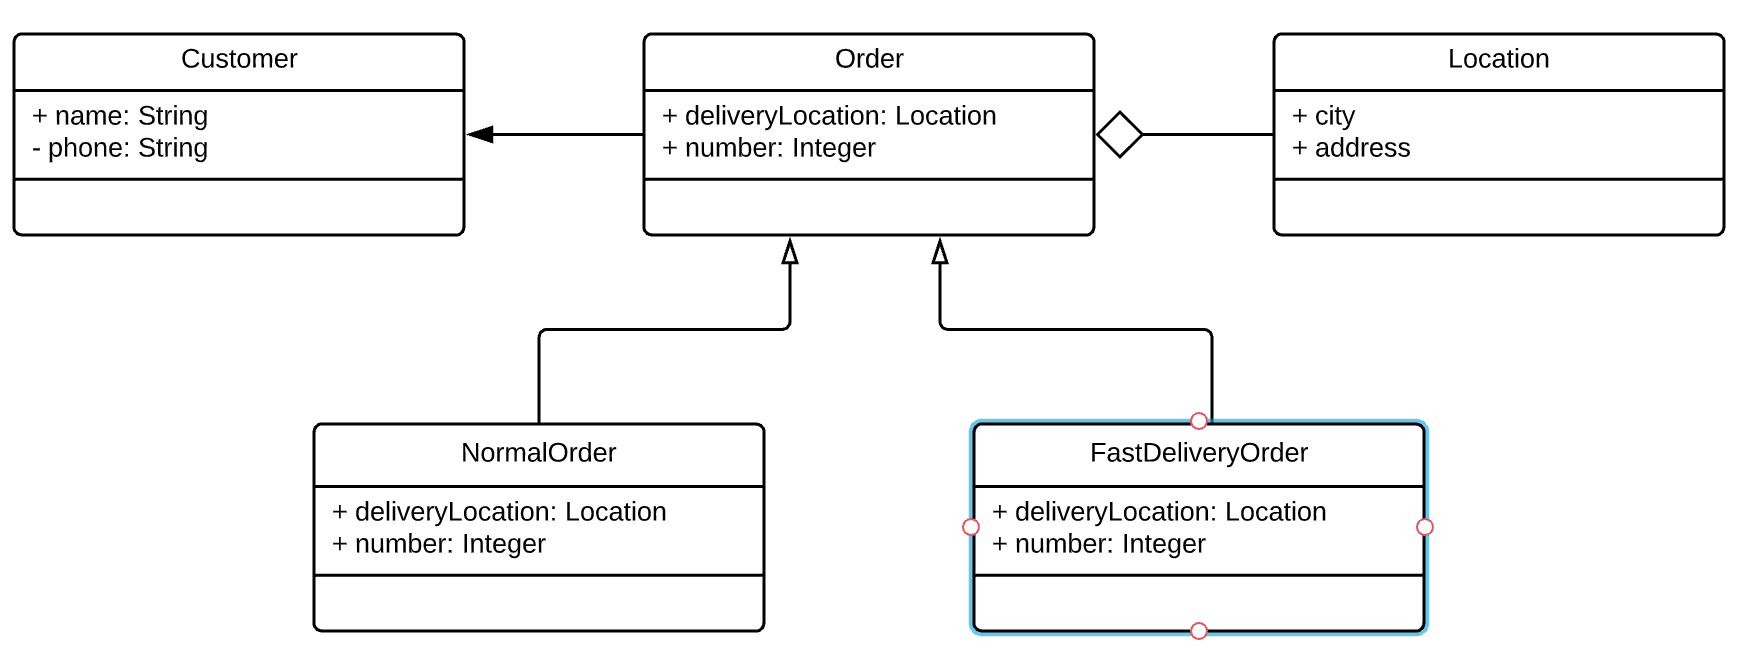 Customer
+ name: String
- phone: String
Order
+ deliveryLocation: Location
+ number: Integer
Location
+ city
+ address
NormalOrder
+ deliveryLocation: Location
+ number: Integer
FastDeliveryOrder
+ deliveryLocation: Location
+ number: Integer